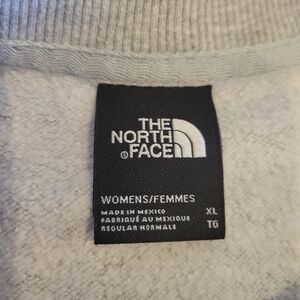 THE
NORTH
® FACE
WOMENS/FEMMES
MADE IN MEXICO XL
FABRIQUÉ AU MEXIQUE
REGULAR NORMALE TG